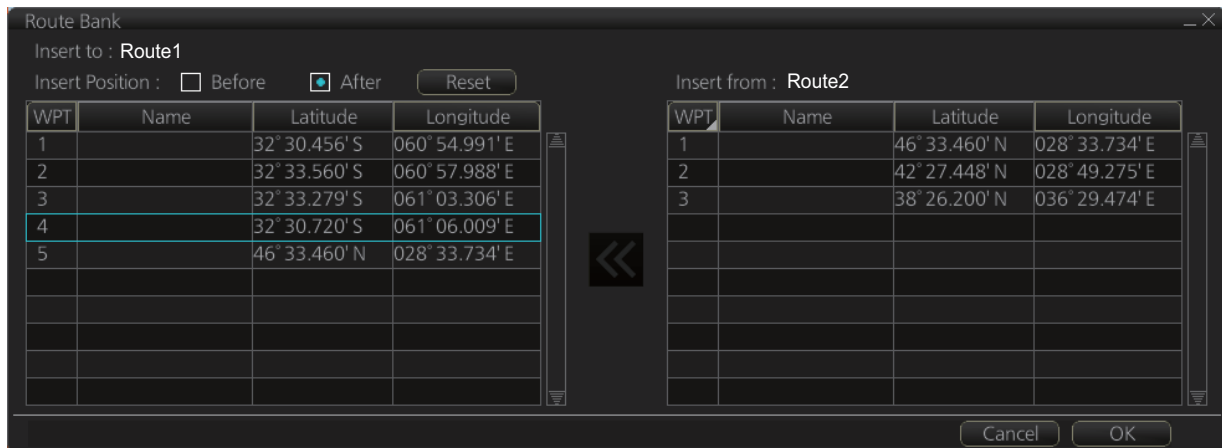 Route Bank
Insert to : Route1
Insert Position : Before After Reset Insert from : Route2
WPT Name Latitude Longitude WPT Name Latitude Longitude
1 32° 30.456' S 060° 54.991' E 1 46° 33.460' N 028° 33.734' E
2 32° 33.560' S 060° 57.988' E 2 42° 27.448' N 028° 49.275' E
3 32° 33.279' S 061° 03.306' E 3 38° 26.200' N 036° 29.474' E
4 32° 30.720' S 061° 06.009' E
5 46° 33.460' N 028° 33.734' E
Cancel OK